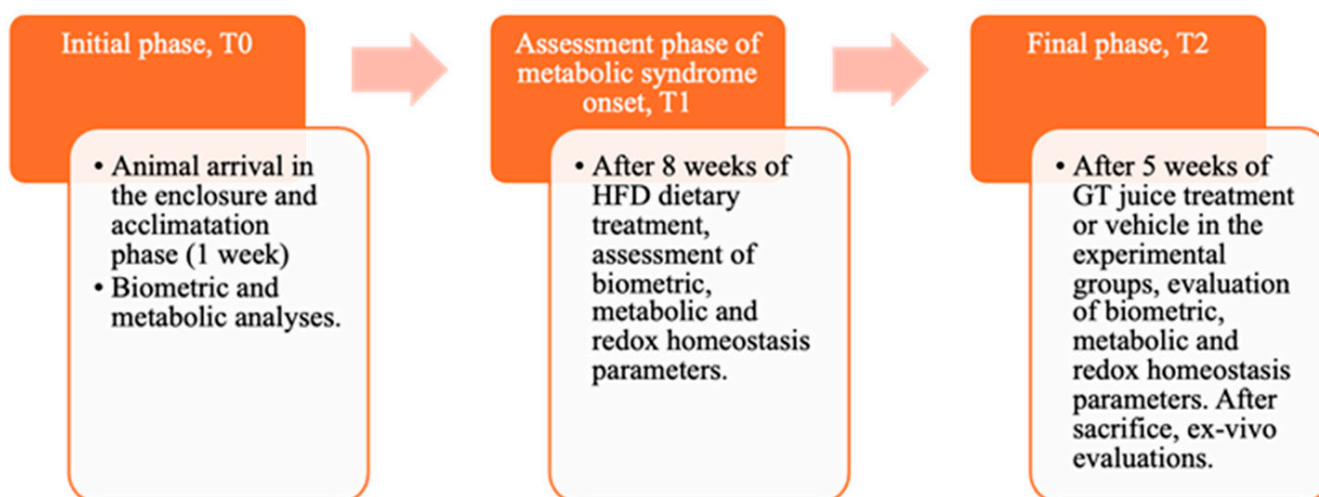 Initial phase, T0
• Animal arrival in
the enclosure and
acclimatation
phase (1 week)
• Biometric and
metabolic analyses.
Assessment phase of
metabolic syndrome
onset, T1
• After 8 weeks of
HFD dietary
treatment,
assessment of
biometric,
metabolic and
redox homeostasis
parameters.
Final phase, T2
• After 5 weeks of
GT juice treatment
or vehicle in the
experimental
groups, evaluation
of biometric,
metabolic and
redox homeostasis
parameters. After
sacrifice, ex-vivo
evaluations.